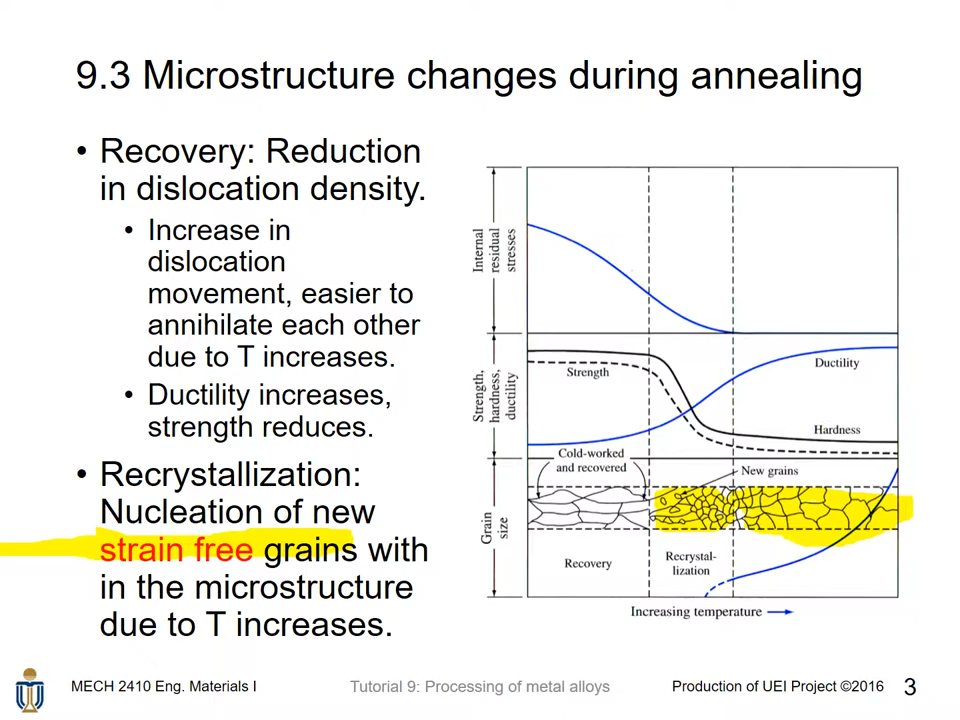 9.3 Microstructure changes during annealing
• Recovery: Reduction
in dislocation density.
• Increase in
dislocation
movement, easier to
annihilate each other
due to T increases.
• Ductility increases,
strength reduces.
• Recrystallization:
Nucleation of new
strain free grains with
in the microstructure
due to T increases.
Internal
residual
stresses
Strength,
hardness,
ductility
Strength
Ductility
Hardness
Cold-worked
and recovered
New grains
Grain
size
Recovery
Recrystal-
lization
Increasing temperature
MECH 2410 Eng. Materials I
Tutorial 9: Processing of metal alloys
Production of UEI Project ©2016
3